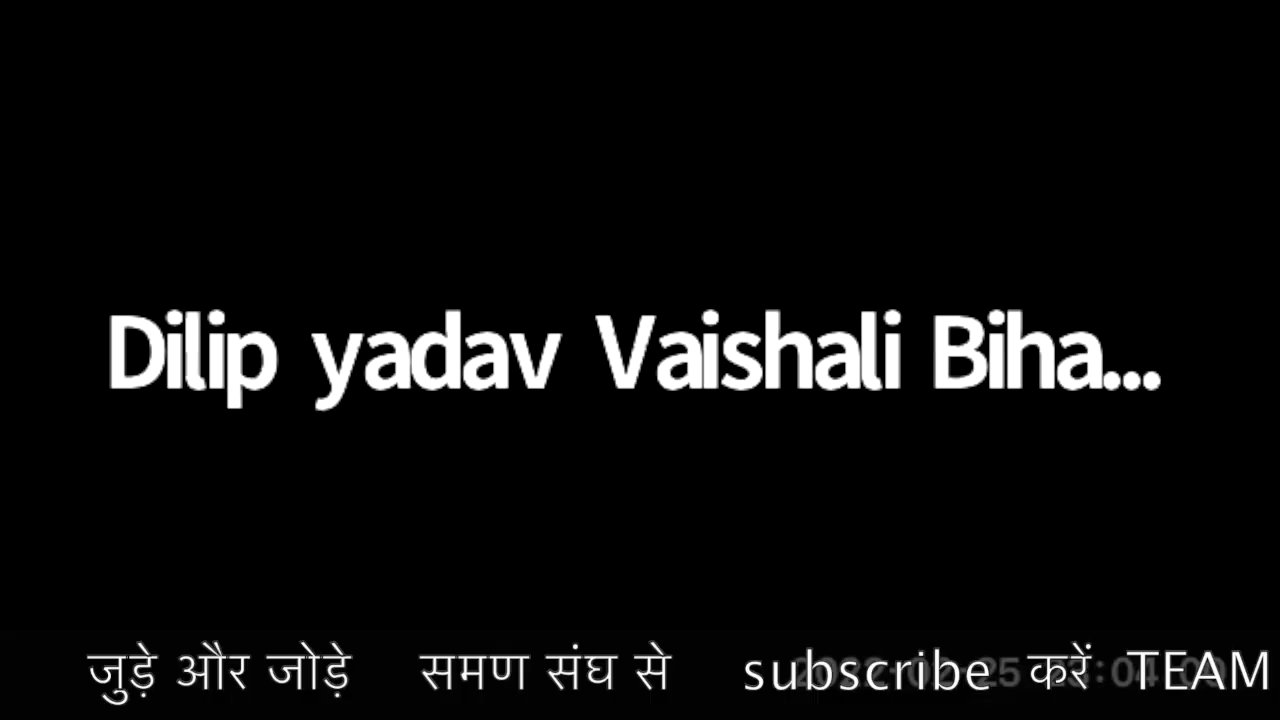 Dilip yadav Vaishali Biha...
जुड़े और जोड़े समण संघ से subscribe करें TEAM